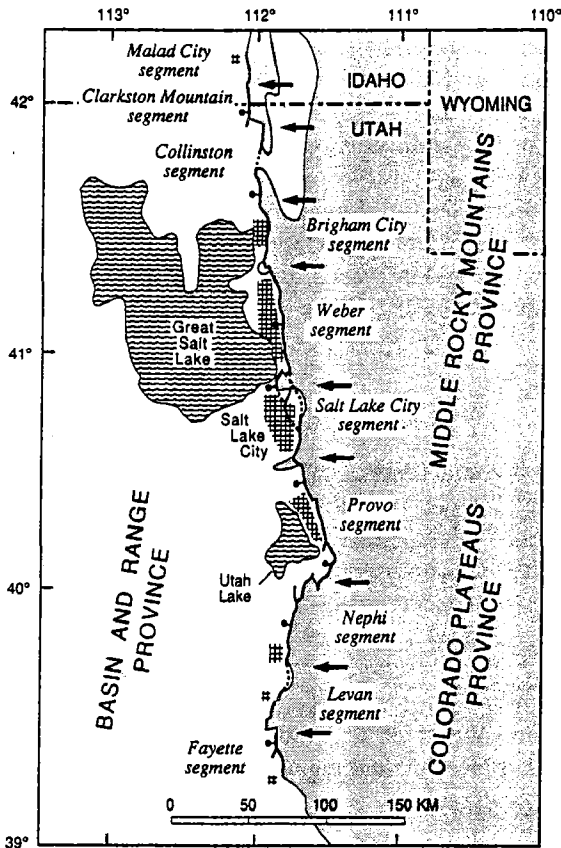 113°
112°
111°
110°
Malad City
segment
IDAHO
42°
Clarkston Mountain
segment
WYOMING
UTAH
Collinston
segment
Brigham City
segment
MIDDLE ROCKY MOUNTAINS
PROVINCE
Great
Salt
Lake
Weber
segment
41°
Salt
Lake
City
Salt Lake City
segment
Provo
segment
Utah
Lake
40°
BASIN AND RANGE
PROVINCE
COLORADO PLATEAUS
PROVINCE
Nephi
segment
Levan
segment
Fayette
segment
0 50 100 150 KM
39°